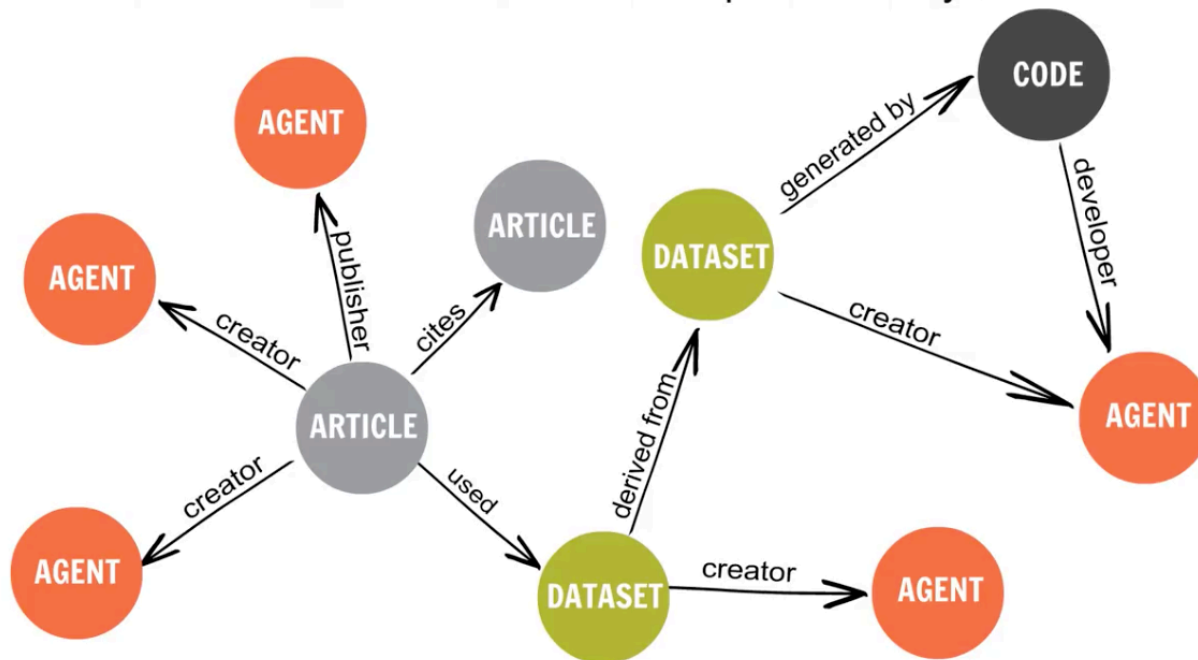 CODE
AGENT
generated by
developer
ARTICLE
DATASET
publisher
AGENT
cites
creator
creator
AGENT
ARTICLE
derived from
creator
used
AGENT
creator
AGENT
DATASET